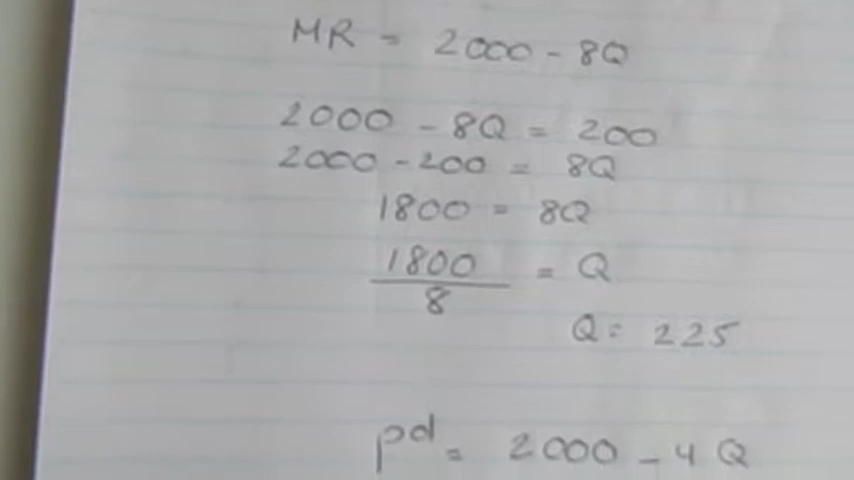 MR = 2000 - 8Q
2000 - 8Q = 200
2000 - 200 = 8Q
1800 = 8Q
1800 = Q
8
Q = 225
pd = 2000 - 4Q